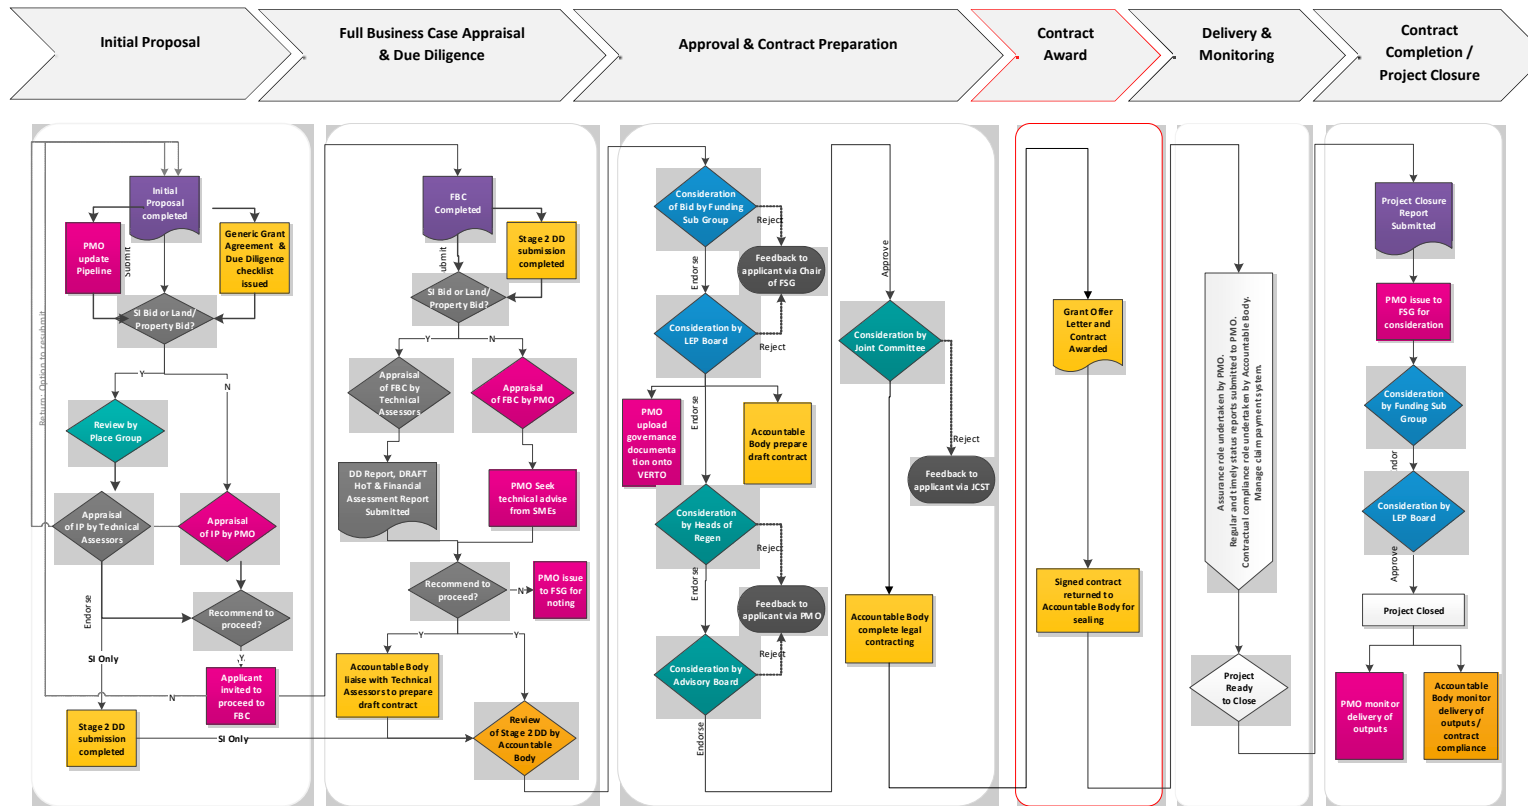 Initial Proposal
Full Business Case Appraisal
& Due Diligence
Approval & Contract Preparation
Contract
Award
Delivery &
Monitoring
Contract
Completion /
Project Closure
Initial
Proposal
completed
PMO
update
Pipeline
Submit
Generic Grant
Agreement &
Due Diligence
checklist
issued
SI Bid or Land/
Property Bid?
Return: Option to resubmit
Y
N
Review by
Place Group
Appraisal
of IP by Technical
Assessors
Appraisal
of IP by PMO
Endorse
Recommend to
proceed?
SI Only
Y
Applicant
invited to
proceed to
FBC
N
Stage 2 DD
submission
completed
SI Only
FBC
Completed
ubmit
Stage 2 DD
submission
completed
SI Bid or Land/
Property Bid?
Y
N
Appraisal
of FBC by
Technical
Assessors
Appraisal
of FBC by PMO
DD Report, DRAFT
HoT & Financial
Assessment Report
Submitted
PMO Seek
technical advise
from SMEs
Recommend to
proceed?
N
PMO issue
to FSG for
noting
Y
Y
Accountable Body
liaise with Technical
Assessors to prepare
draft contract
Review
of Stage 2 DD by
Accountable
Body
Consideration
of Bid by Funding
Sub Group
Reject
Feedback to
applicant via Chair
of FSG
Endorse
Consideration by
LEP Board
Reject
PMO
upload
governance
documenta
tion onto
VERTO
Endorse
Accountable
Body prepare
draft contract
Consideration
by Heads of
Regen
Reject
Endorse
Feedback to
applicant via PMO
Consideration by
Advisory Board
Reject
Endorse
Approve
Consideration by
Joint Committee
Reject
Feedback to
applicant via JCST
Accountable Body
complete legal
contracting
Grant Offer
Letter and
Contract
Awarded
Signed contract
returned to
Accountable Body for
sealing
Assurance role undertaken by PMO.
Regular and timely status reports submitted to PMO.
Contractual compliance role undertaken by Accountable Body.
Manage claim payment system.
Project
Ready
to Close
Project Closure
Report
Submitted
PMO issue to
FSG for
consideration
Consideration
by Funding Sub
Group
Endor
Consideration by
LEP Board
Approve
Project Closed
PMO monitor
delivery of
outputs
Accountable
Body monitor
delivery of
outputs /
contract
compliance